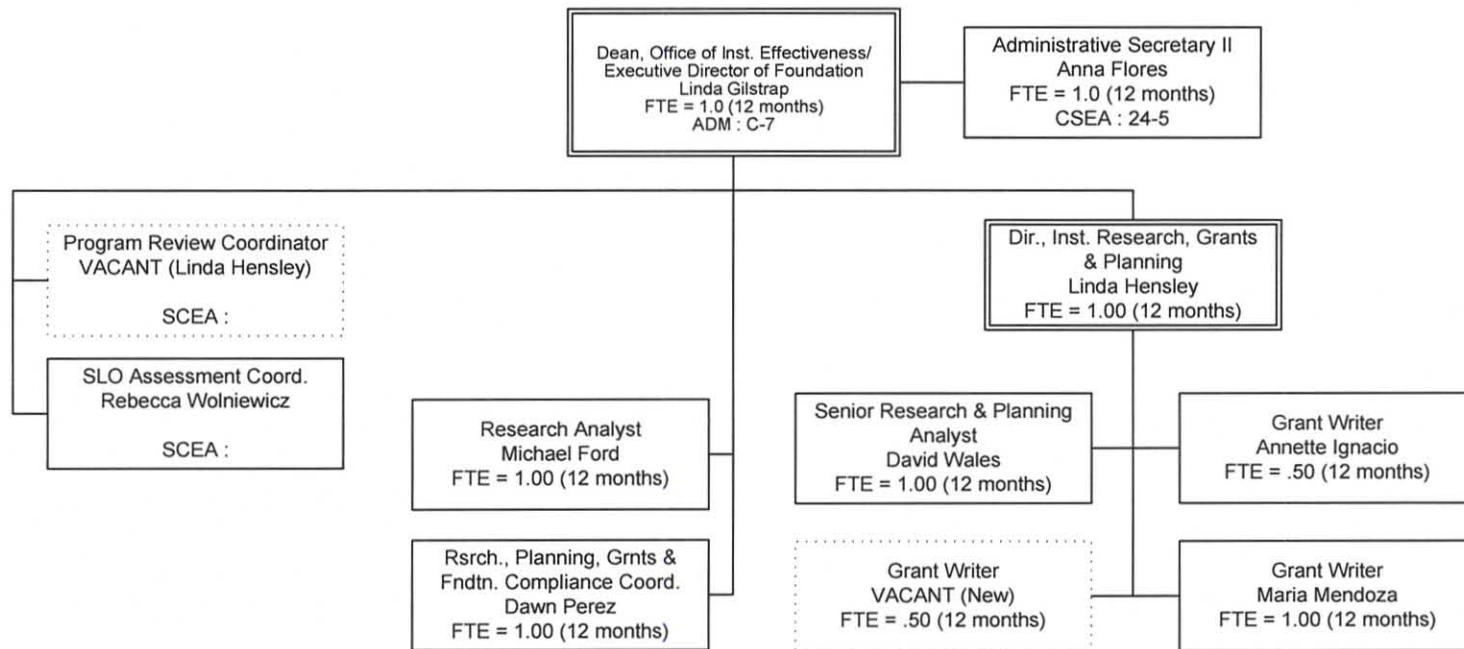 Dean, Office of Inst. Effectiveness/
Executive Director of Foundation
Linda Gilstrap
FTE = 1.0 (12 months)
ADM : C-7
Administrative Secretary II
Anna Flores
FTE = 1.0 (12 months)
CSEA : 24-5
Program Review Coordinator
VACANT (Linda Hensley)
SCEA :
SLO Assessment Coord.
Rebecca Wolniewicz
SCEA :
Research Analyst
Michael Ford
FTE = 1.00 (12 months)
Rsrch., Planning, Grnts &
Fndtn. Compliance Coord.
Dawn Perez
FTE = 1.00 (12 months)
Dir., Inst. Research, Grants
& Planning
Linda Hensley
FTE = 1.00 (12 months)
Senior Research & Planning
Analyst
David Wales
FTE = 1.00 (12 months)
Grant Writer
Annette Ignacio
FTE = .50 (12 months)
Grant Writer
VACANT (New)
FTE = .50 (12 months)
Grant Writer
Maria Mendoza
FTE = 1.00 (12 months)